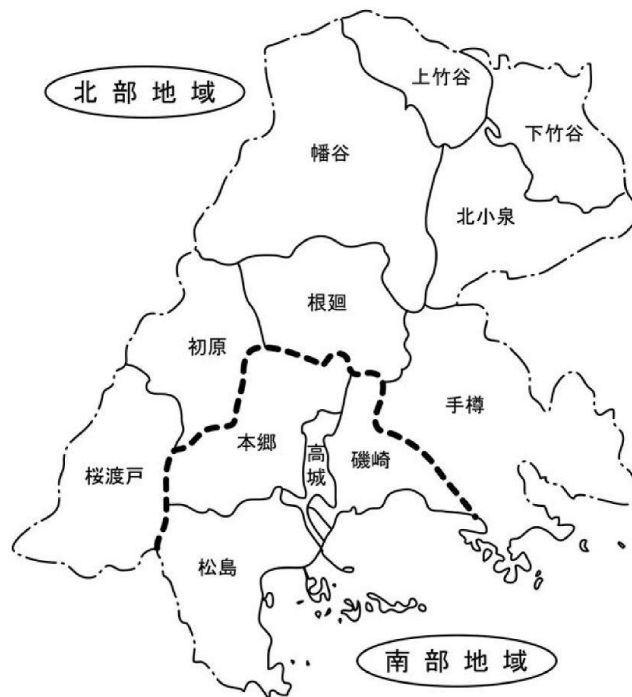 北部地域
上竹谷
下竹谷
幡谷
北小泉
根廻
初原
手樽
本郷
高城
磯崎
桜渡戸
松島
南部地域